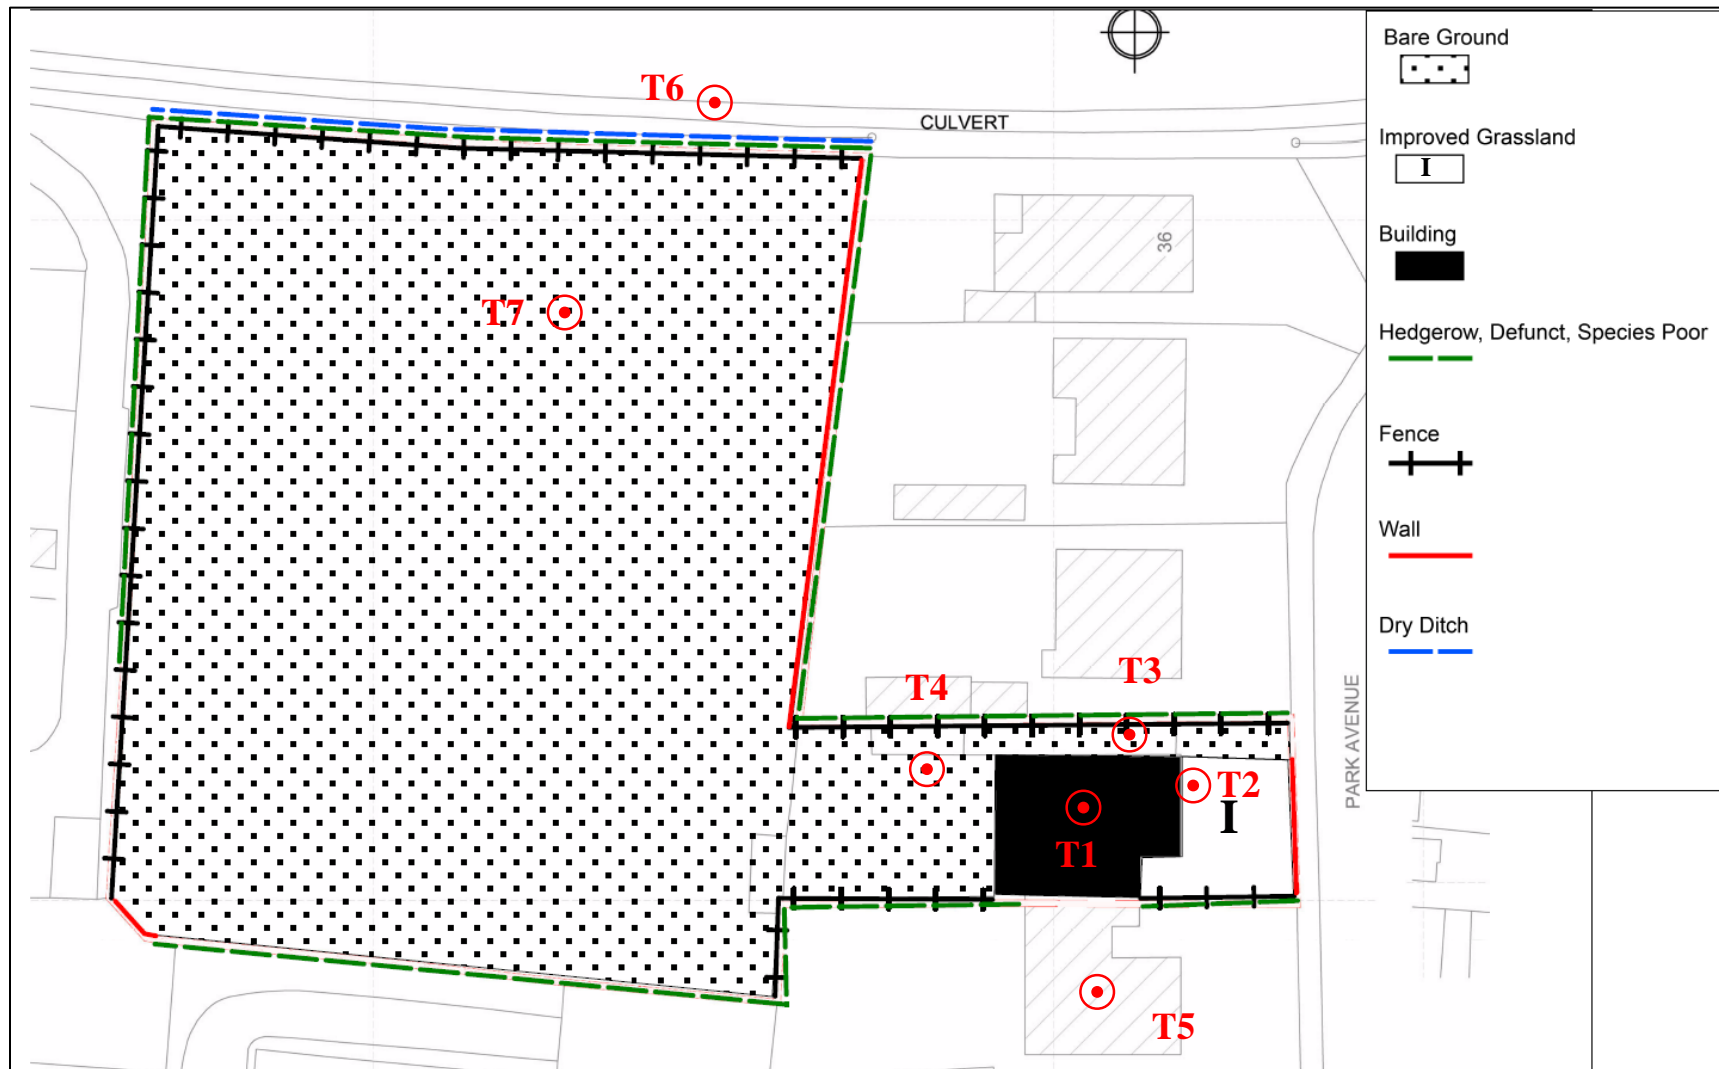 Bare Ground
Improved Grassland
I
Building
Hedgerow, Defunct, Species Poor
Fence
Wall
Dry Ditch
T6
CULVERT
36
T7
T3
T4
PARK AVENUE
T2
I
T1
T5